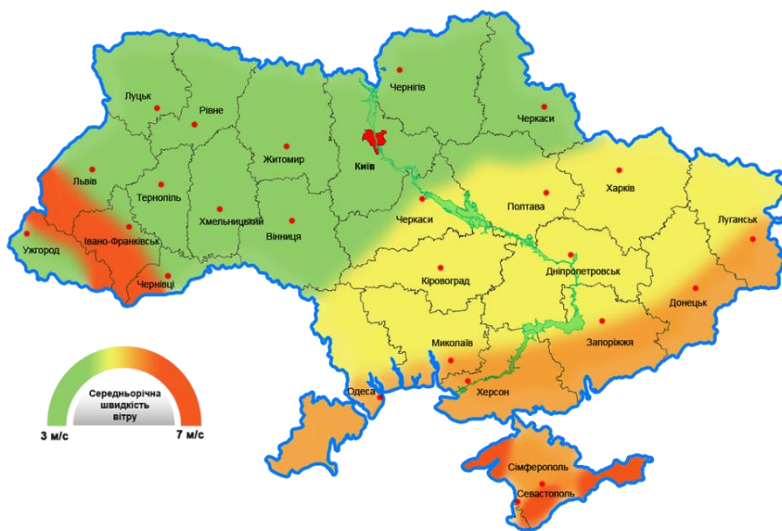 Чернігів
Луцьк
Рівне
Черкаси
Житомир
Київ
Львів
Тернопіль
Хмельницький
Вінниця
Черкаси
Полтава
Харків
Луганськ
Ужгород
Івано-Франківськ
Чернівці
Кіровоград
Дніпропетровськ
Донецьк
Миколаїв
Запоріжжя
Одеса
Херсон
Середньорічна
швидкість
вітру
3 м/с
7 м/с
Сімферополь
Севастополь